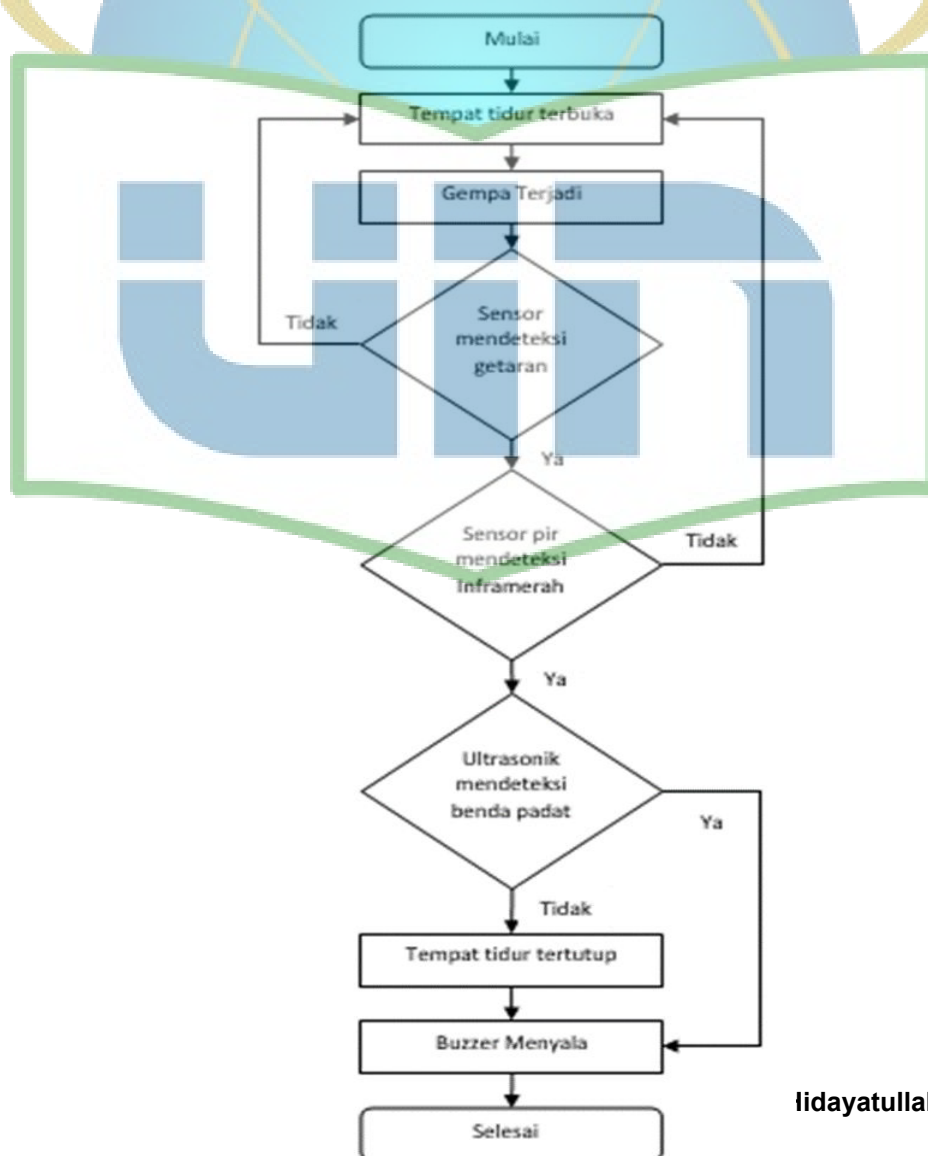 Mulai
Tempat tidur terbuka
Gempa Terjadi
Sensor
mendeteksi
getaran
Tidak
Ya
Sensor pir
mendeteksi
Inframerah
Tidak
Ya
Ultrasonik
mendeteksi
benda padat
Ya
Tidak
Tempat tidur tertutup
Buzzer Menyala
Selesai
uin